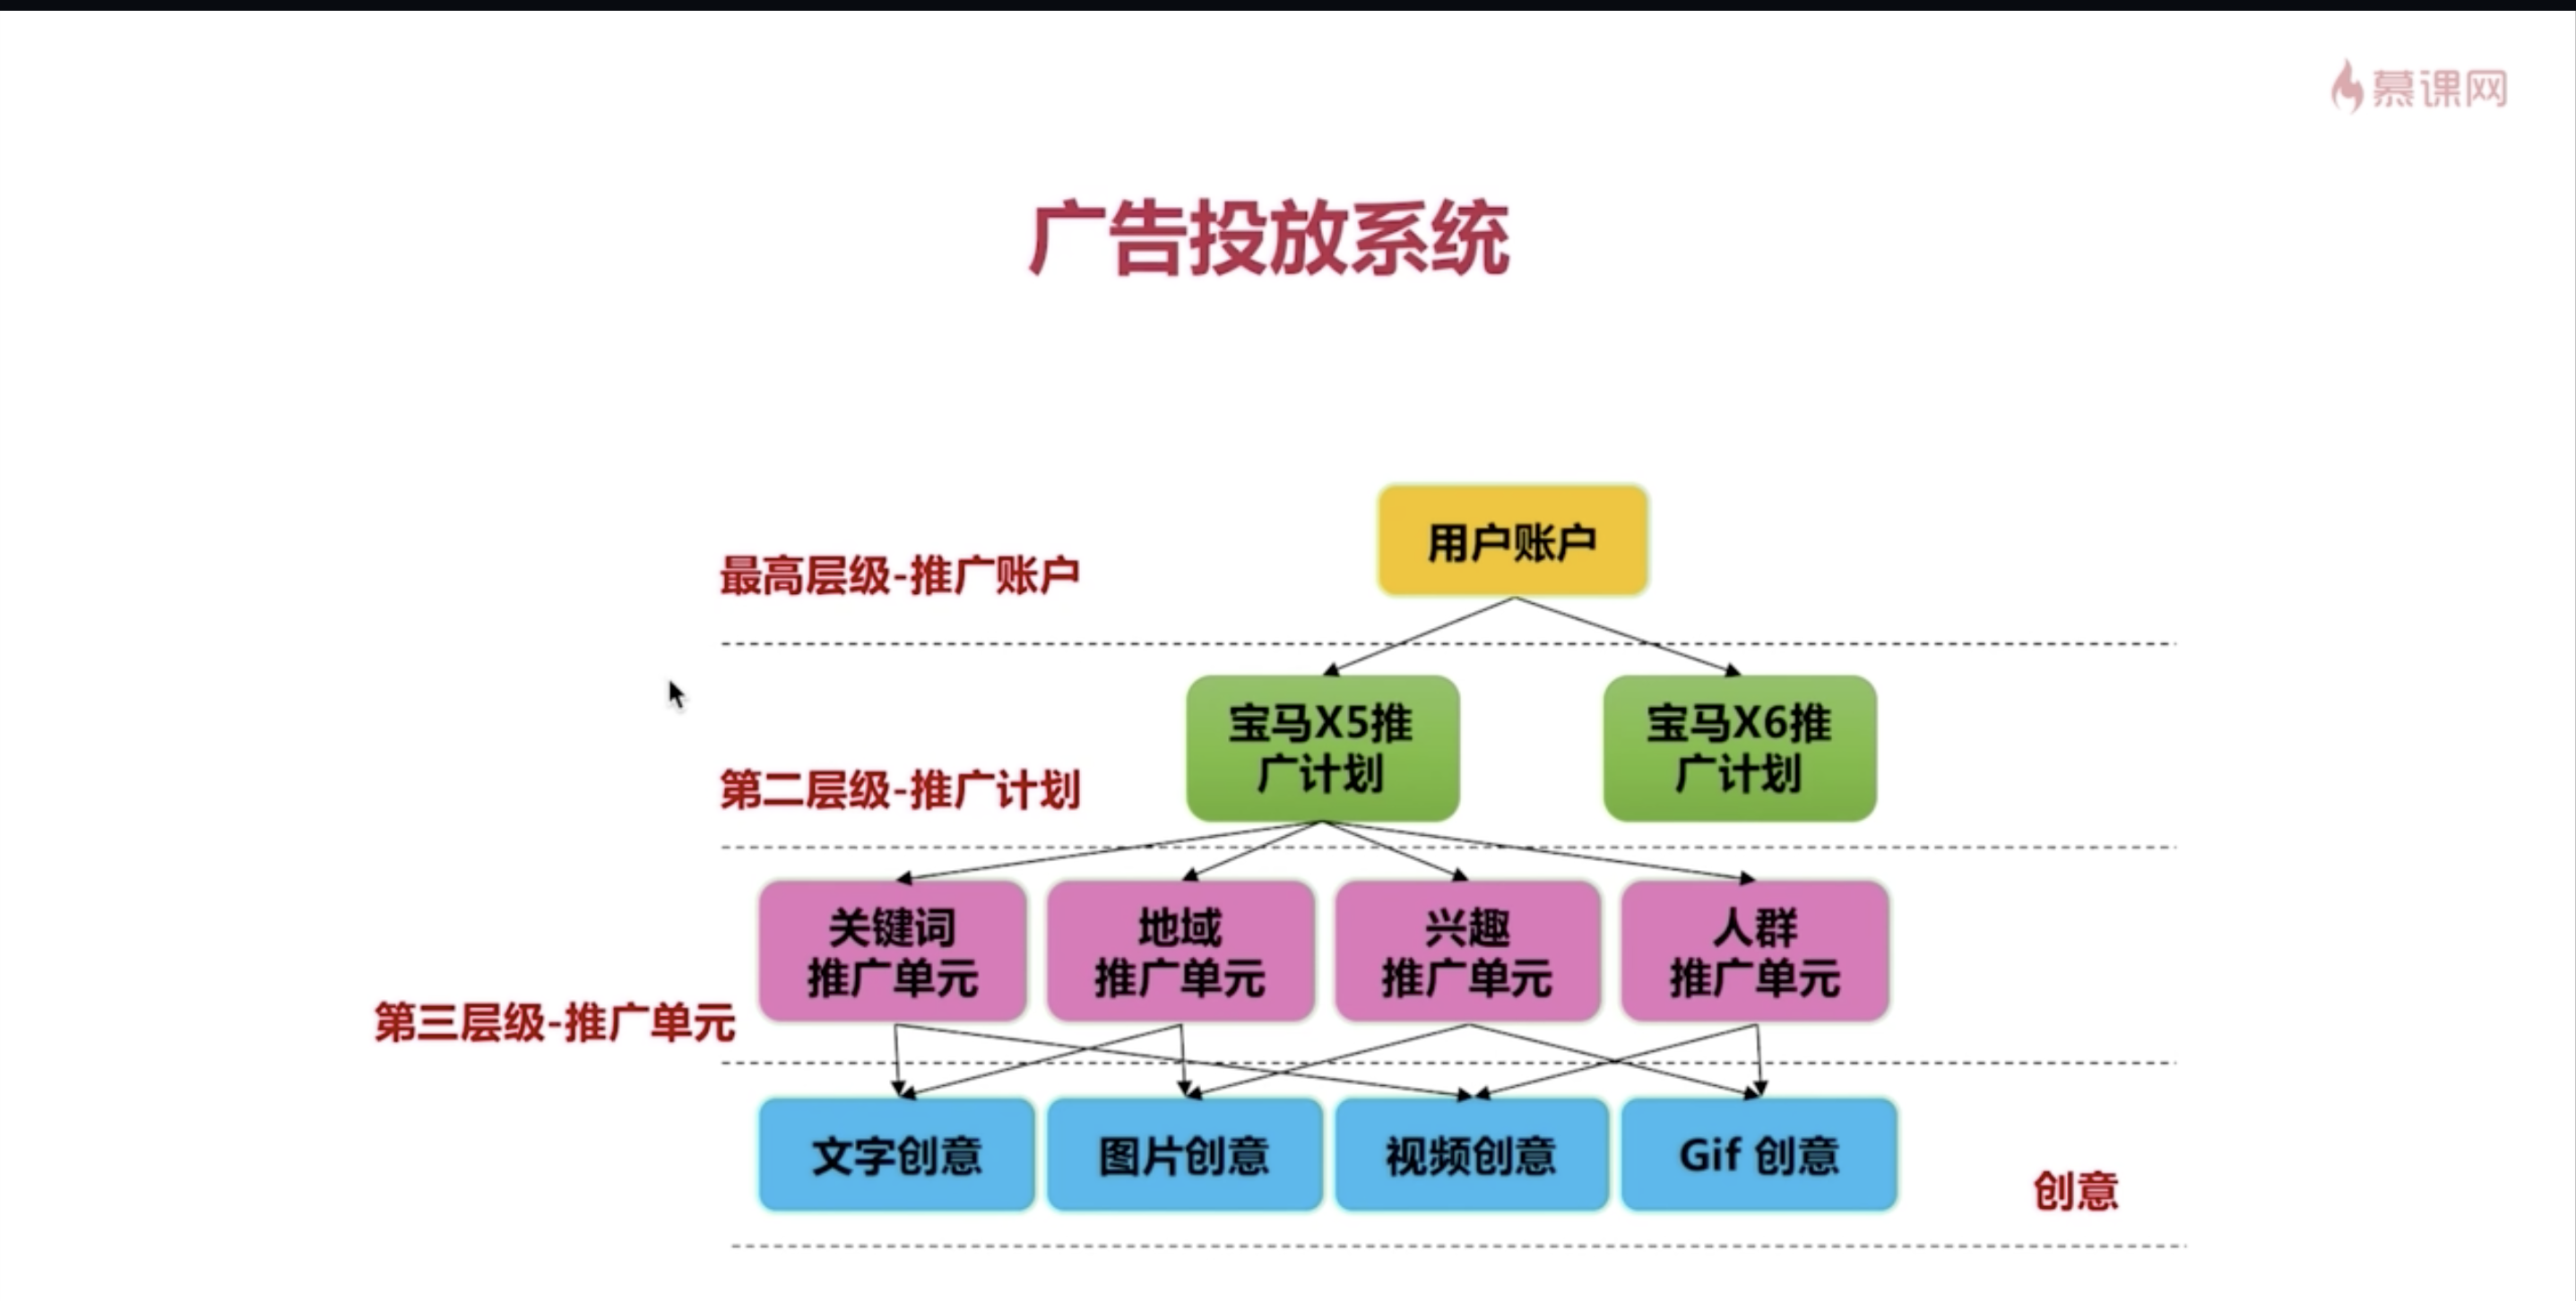 慕课网
广告投放系统
用户账户
最高层级-推广账户
宝马X5推
广计划
宝马X6推
广计划
第二层级-推广计划
关键词
推广单元
地域
推广单元
兴趣
推广单元
人群
推广单元
第三层级-推广单元
文字创意
图片创意
视频创意
Gif 创意
创意